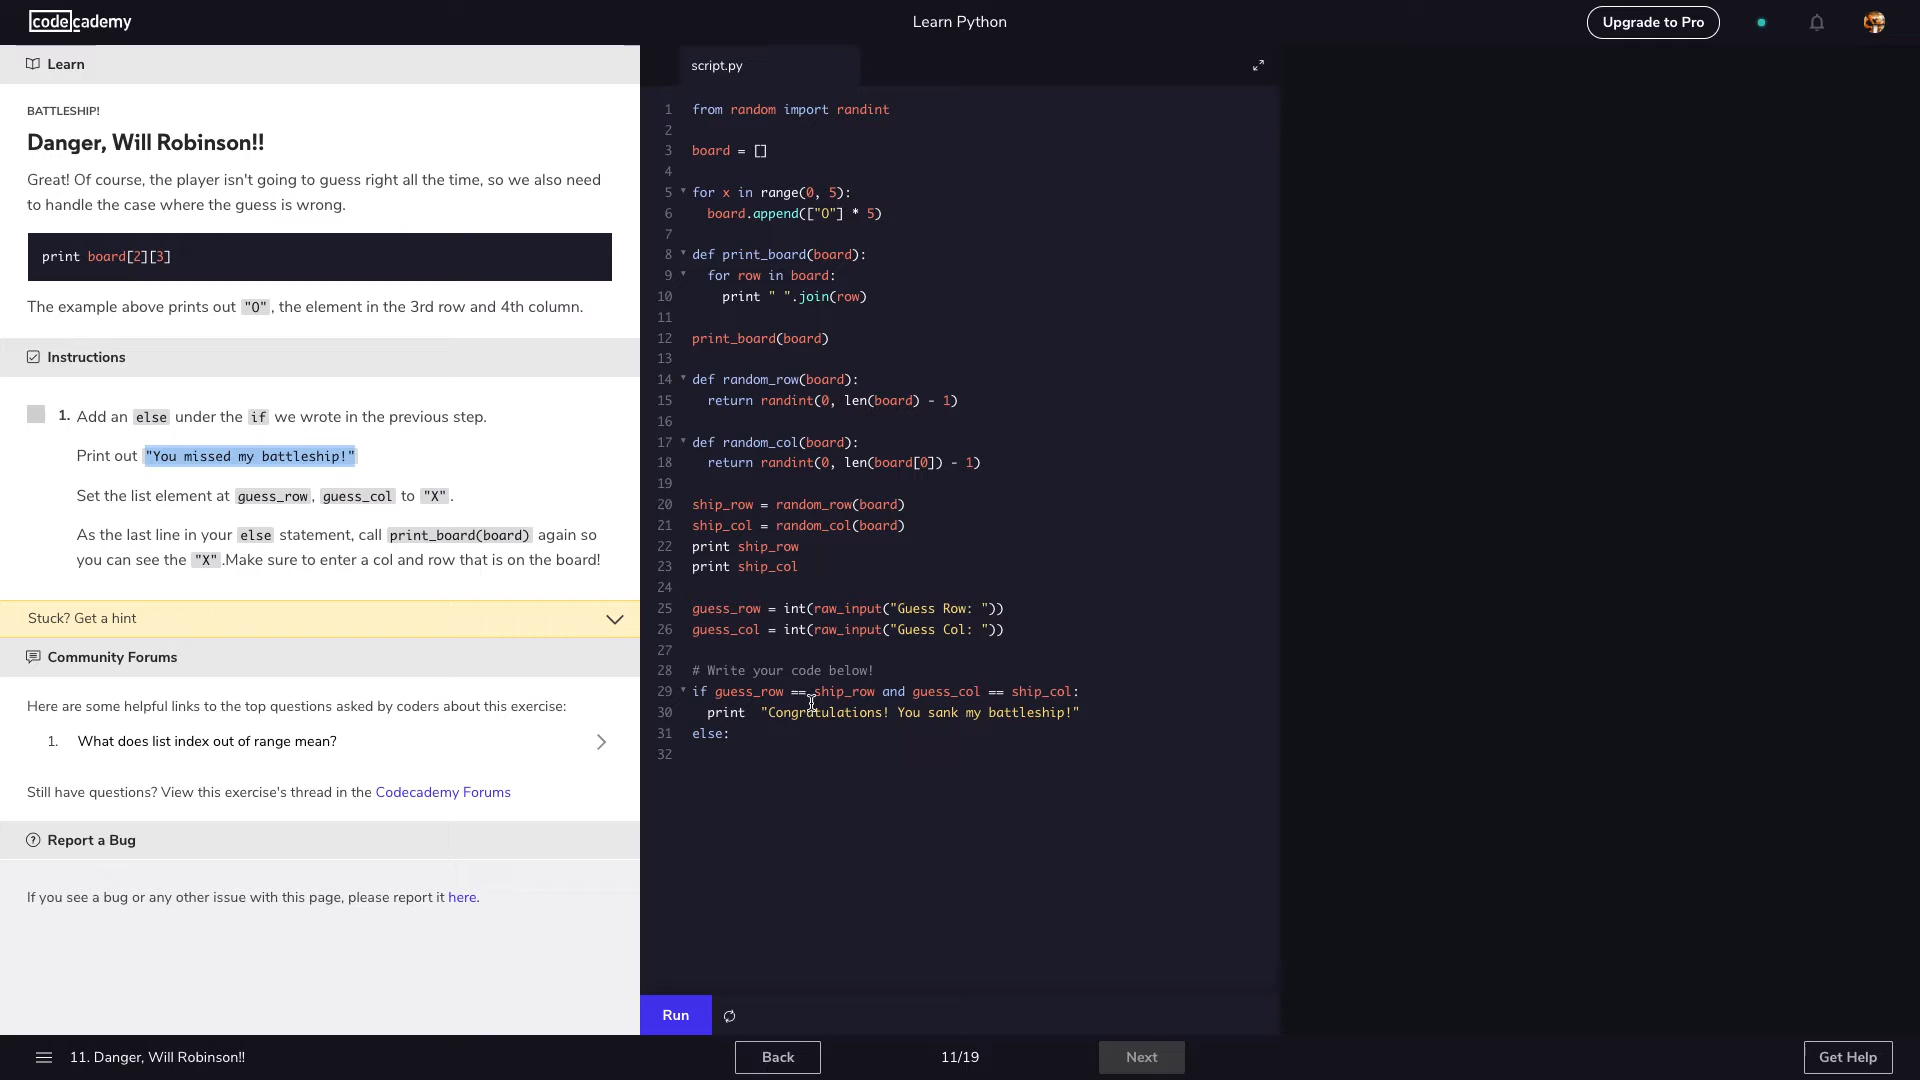 codecademy
Learn Python
Upgrade to Pro
Learn
BATTLESHIP!
Danger, Will Robinson!!
Great! Of course, the player isn't going to guess right all the time, so we also need
to handle the case where the guess is wrong.
print board[2][3]
The example above prints out "O", the element in the 3rd row and 4th column.
Instructions
1. Add an else under the if we wrote in the previous step.
Print out "You missed my battleship!"
Set the list element at guess_row, guess_col to "X".
As the last line in your else statement, call print_board(board) again so
you can see the "X".Make sure to enter a col and row that is on the board!
Stuck? Get a hint
Community Forums
Here are some helpful links to the top questions asked by coders about this exercise:
1. What does list index out of range mean?
Still have questions? View this exercise's thread in the Codecademy Forums
Report a Bug
If you see a bug or any other issue with this page, please report it here.
script.py
1 from random import randint
2
3 board = []
4
5 for x in range(0, 5):
6   board.append(["O"] * 5)
7
8 def print_board(board):
9   for row in board:
10     print " ".join(row)
11
12 print_board(board)
13
14 def random_row(board):
15   return randint(0, len(board) - 1)
16
17 def random_col(board):
18   return randint(0, len(board[0]) - 1)
19
20 ship_row = random_row(board)
21 ship_col = random_col(board)
22 print ship_row
23 print ship_col
24
25 guess_row = int(raw_input("Guess Row: "))
26 guess_col = int(raw_input("Guess Col: "))
27
28 # Write your code below!
29 if guess_row == ship_row and guess_col == ship_col:
30   print  "Congratulations! You sank my battleship!"
31 else:
32
Run
11. Danger, Will Robinson!!
Back
11/19
Next
Get Help